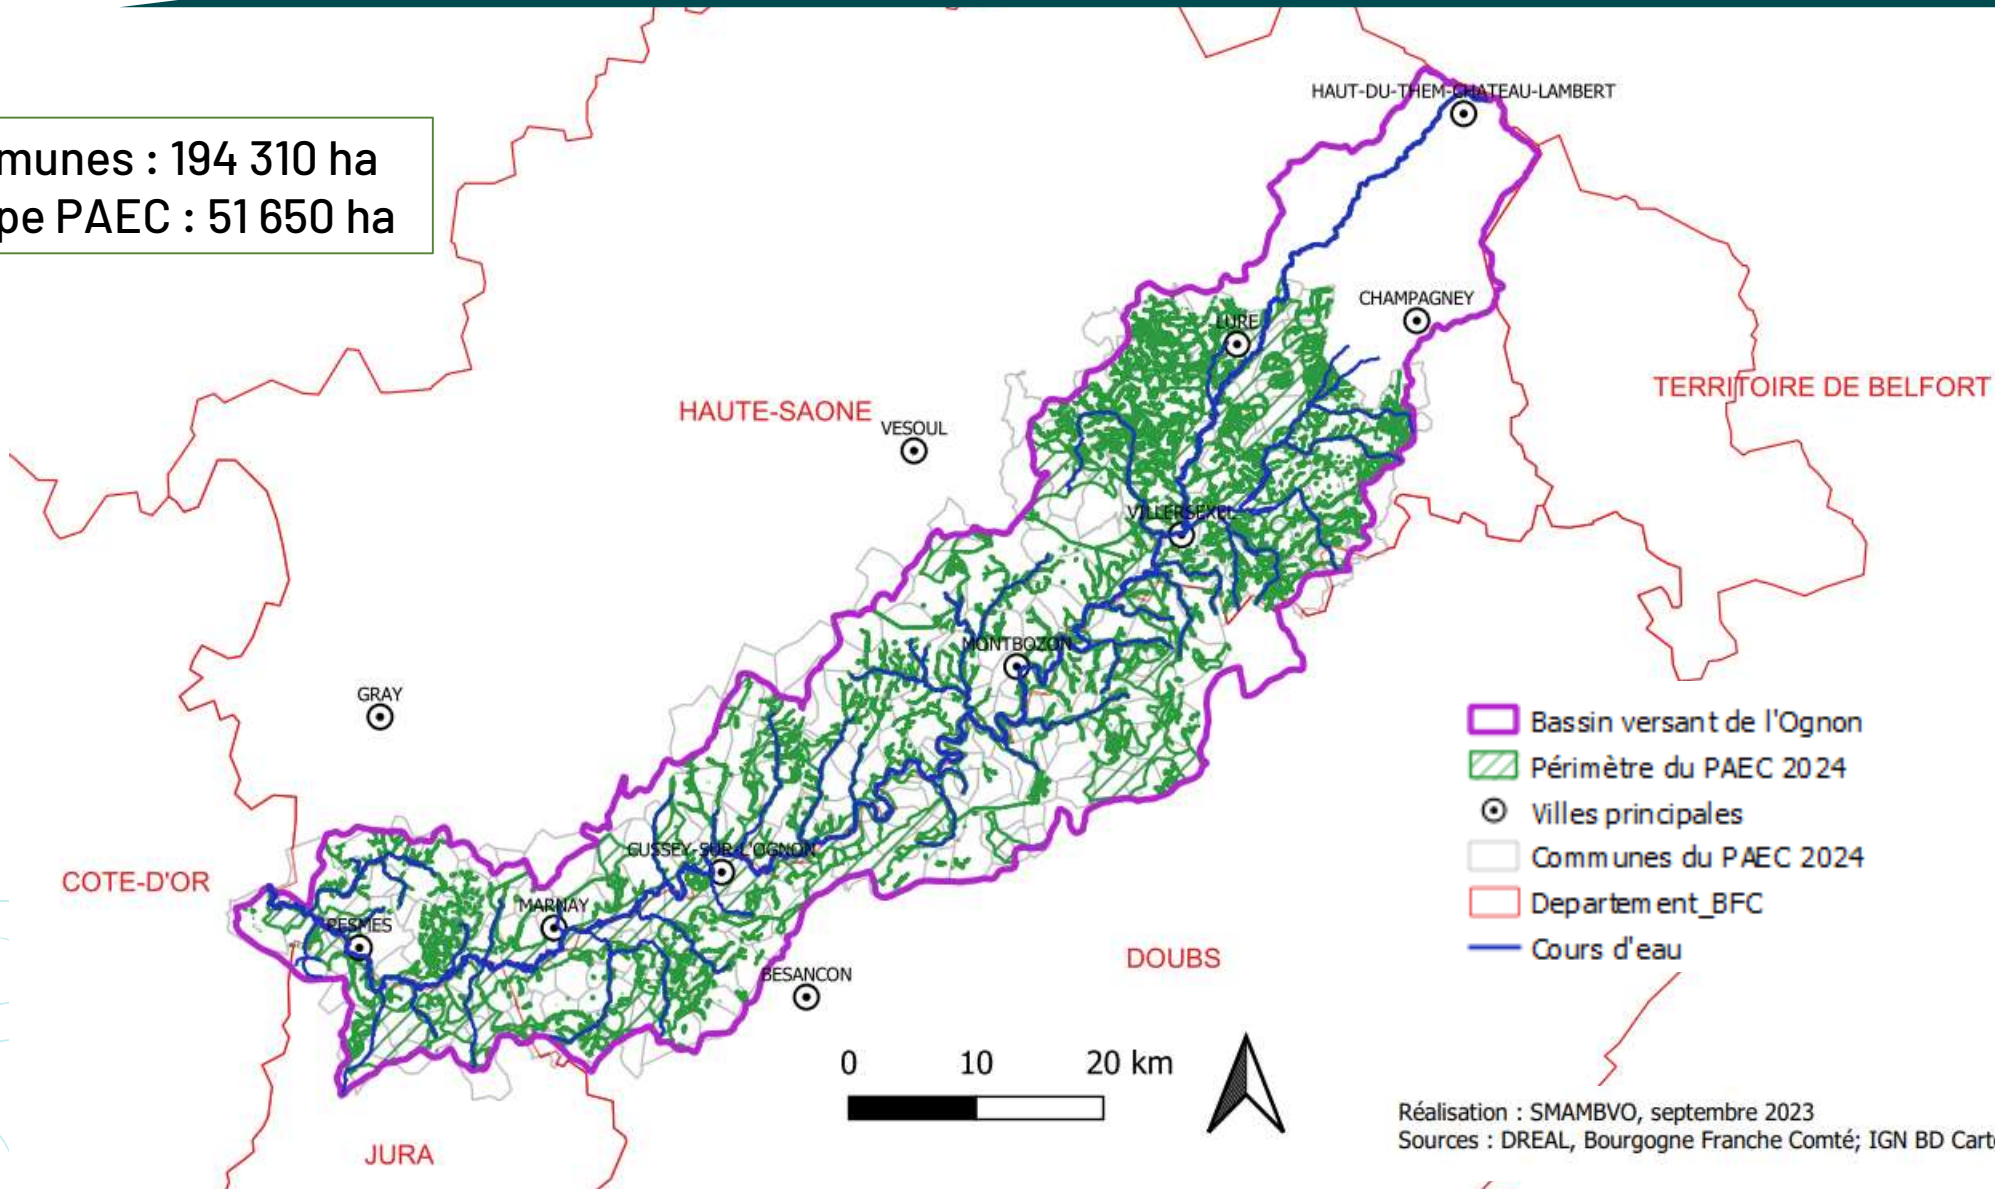 munes : 194 310 ha
pe PAEC : 51 650 ha
HAUT-DU-THEM-CHATEAU-LAMBERT
CHAMPAGNEY
LURE
TERRITOIRE DE BELFORT
HAUTE-SAONE
VESOUL
VILLERSEXEL
MONTBOZON
GRAY
Bassin versant de l'Ognon
Périmètre du PAEC 2024
Villes principales
Communes du PAEC 2024
Departement_BFC
Cours d'eau
CUSSEY-SUR-L'OGNON
COTE-D'OR
MARNAY
PESMES
BESANCON
DOUBS
0 10 20 km
JURA
Réalisation : SMAMBVO, septembre 2023
Sources : DREAL, Bourgogne Franche Comté; IGN BD Cart